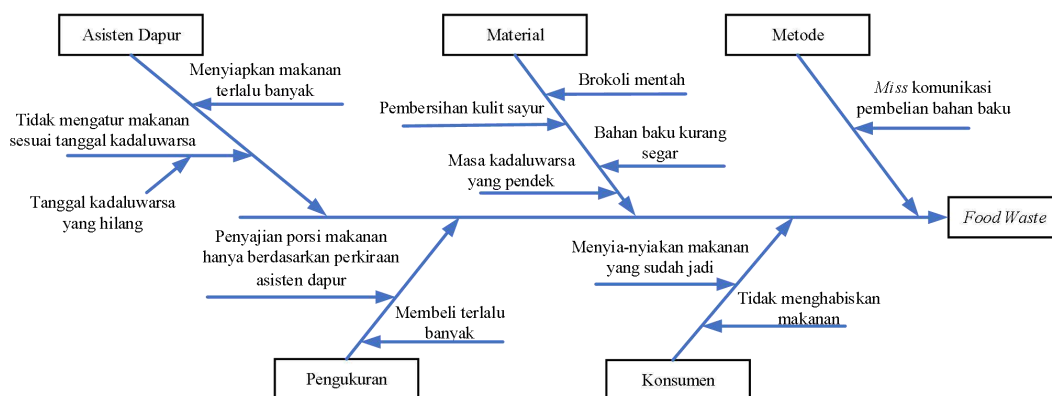 Asisten Dapur
Material
Metode
Menyiapkan makanan
terlalu banyak
Tidak mengatur makanan
sesuai tanggal kadaluwarsa
Tanggal kadaluwarsa
yang hilang
Brokoli mentah
Pembersihan kulit sayur
Bahan baku kurang
segar
Masa kadaluwarsa
yang pendek
Miss komunikasi
pembelian bahan baku
Food Waste
Penyajian porsi makanan
hanya berdasarkan perkiraan
asisten dapur
Membeli terlalu
banyak
Menyia-nyiakan makanan
yang sudah jadi
Tidak menghabiskan
makanan
Pengukuran
Konsumen